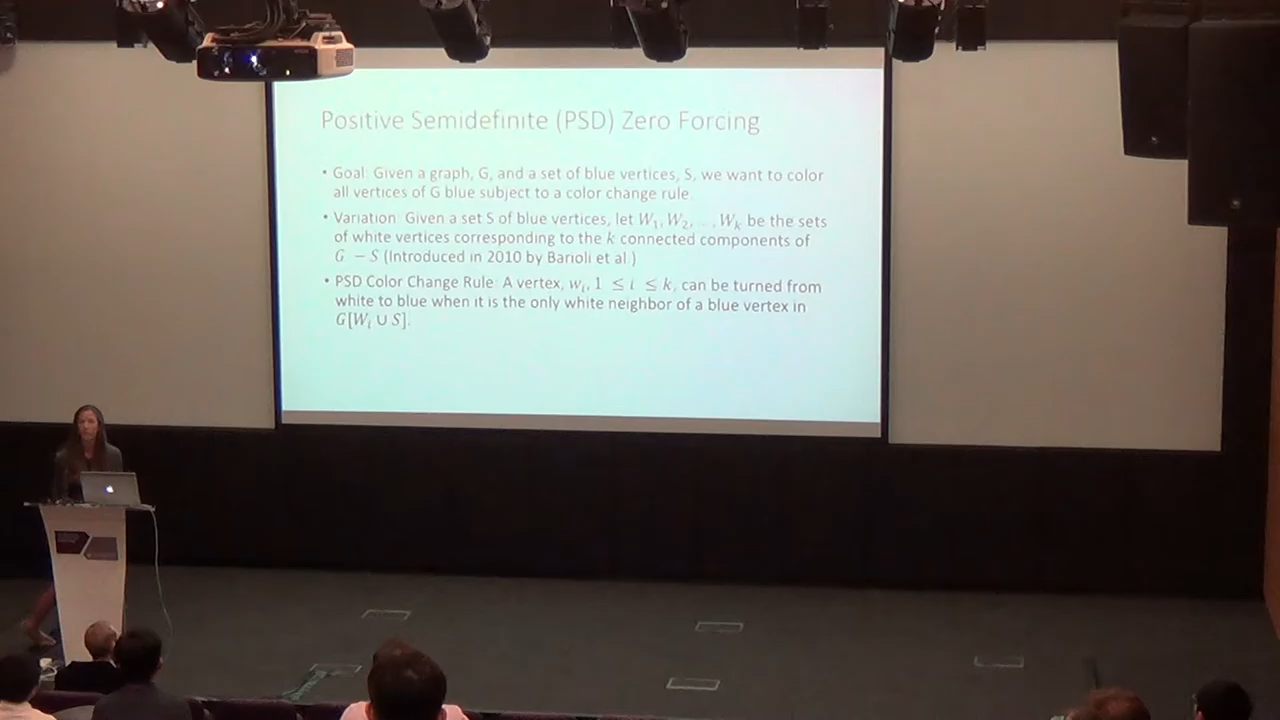 Positive Semidefinite (PSD) Zero Forcing
• Goal: Given a graph, G, and a set of blue vertices, S, we want to color
all vertices of G blue subject to a color change rule.
• Variation: Given a set S of blue vertices, let W₁, W₂, …, Wₖ be the sets
of white vertices corresponding to the k connected components of
G − S (Introduced in 2010 by Barioli et al.)
• PSD Color Change Rule: A vertex, wᵢ, 1 ≤ i ≤ k, can be turned from
white to blue when it is the only white neighbor of a blue vertex in
G[Wᵢ ∪ S].